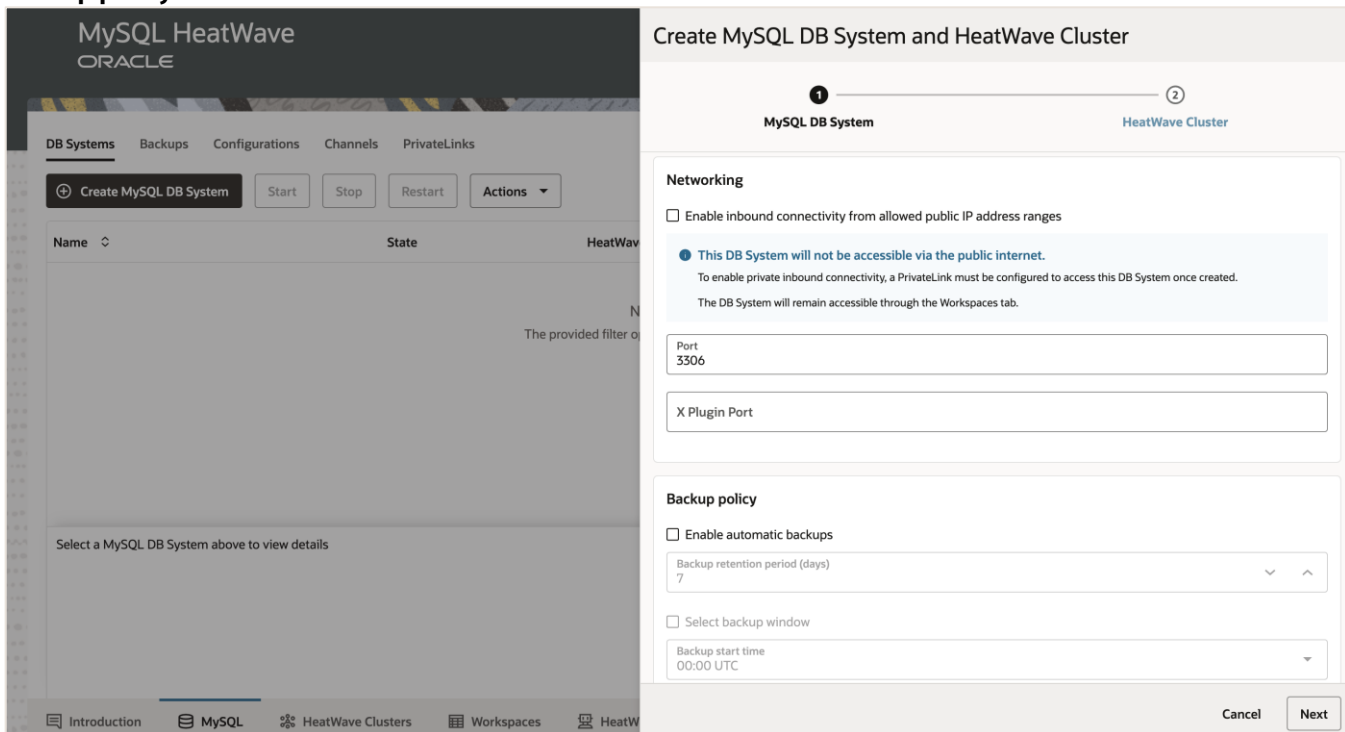 MySQL HeatWave
ORACLE
DB Systems Backups Configurations Channels PrivateLinks
Create MySQL DB System Start Stop Restart Actions
Name State
Select a MySQL DB System above to view details
Introduction MySQL HeatWave Clusters Workspaces
Create MySQL DB System and HeatWave Cluster
1 2
MySQL DB System HeatWave Cluster
Networking
Enable inbound connectivity from allowed public IP address ranges
This DB System will not be accessible via the public internet.
To enable private inbound connectivity, a PrivateLink must be configured to access this DB System once created.
The DB System will remain accessible through the Workspaces tab.
Port
3306
X Plugin Port
Backup policy
Enable automatic backups
Backup retention period (days)
7
Select backup window
Backup start time
00:00 UTC
Cancel Next
The provided filter